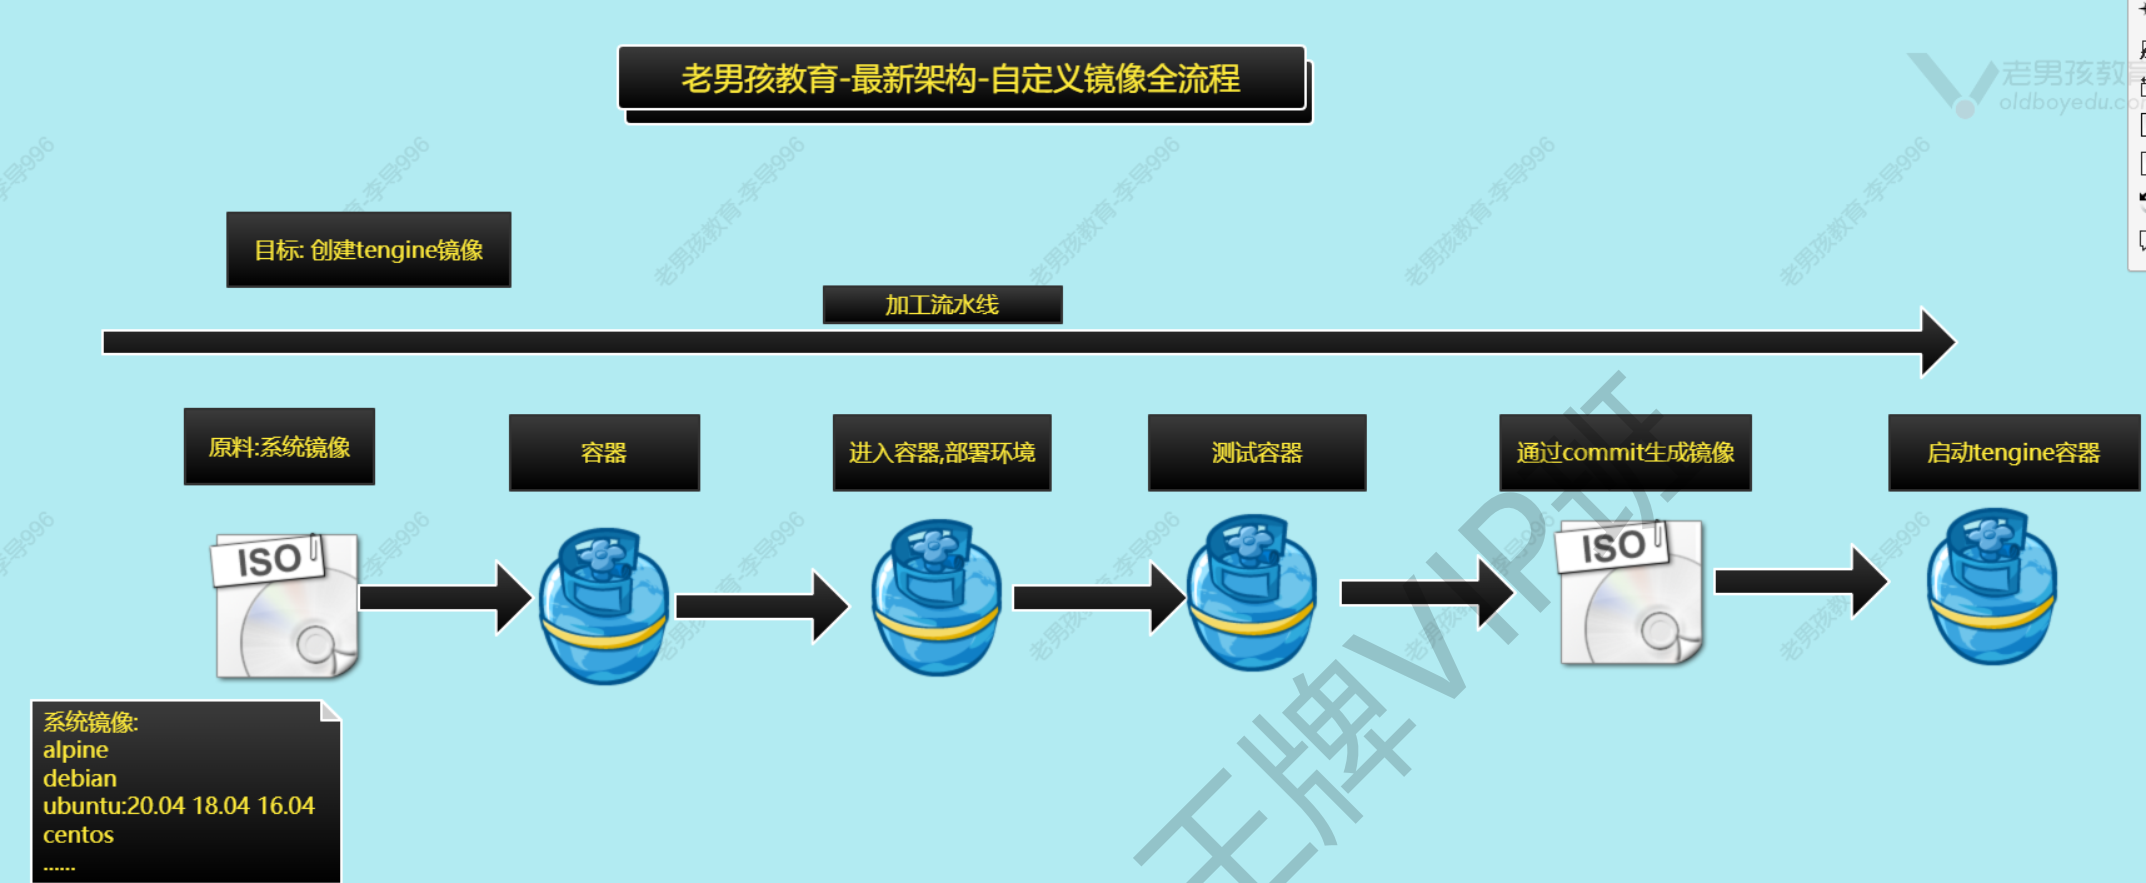 老男孩教育-最新架构-自定义镜像全流程
老男孩教育
oldboyedu.co
目标: 创建tengine镜像
加工流水线
原料:系统镜像
容器
进入容器,部署环境
测试容器
通过commit生成镜像
启动tengine容器
ISO
ISO
系统镜像:
alpine
debian
ubuntu:20.04 18.04 16.04
centos
......
老男孩教育-李导996
王牌VIP班